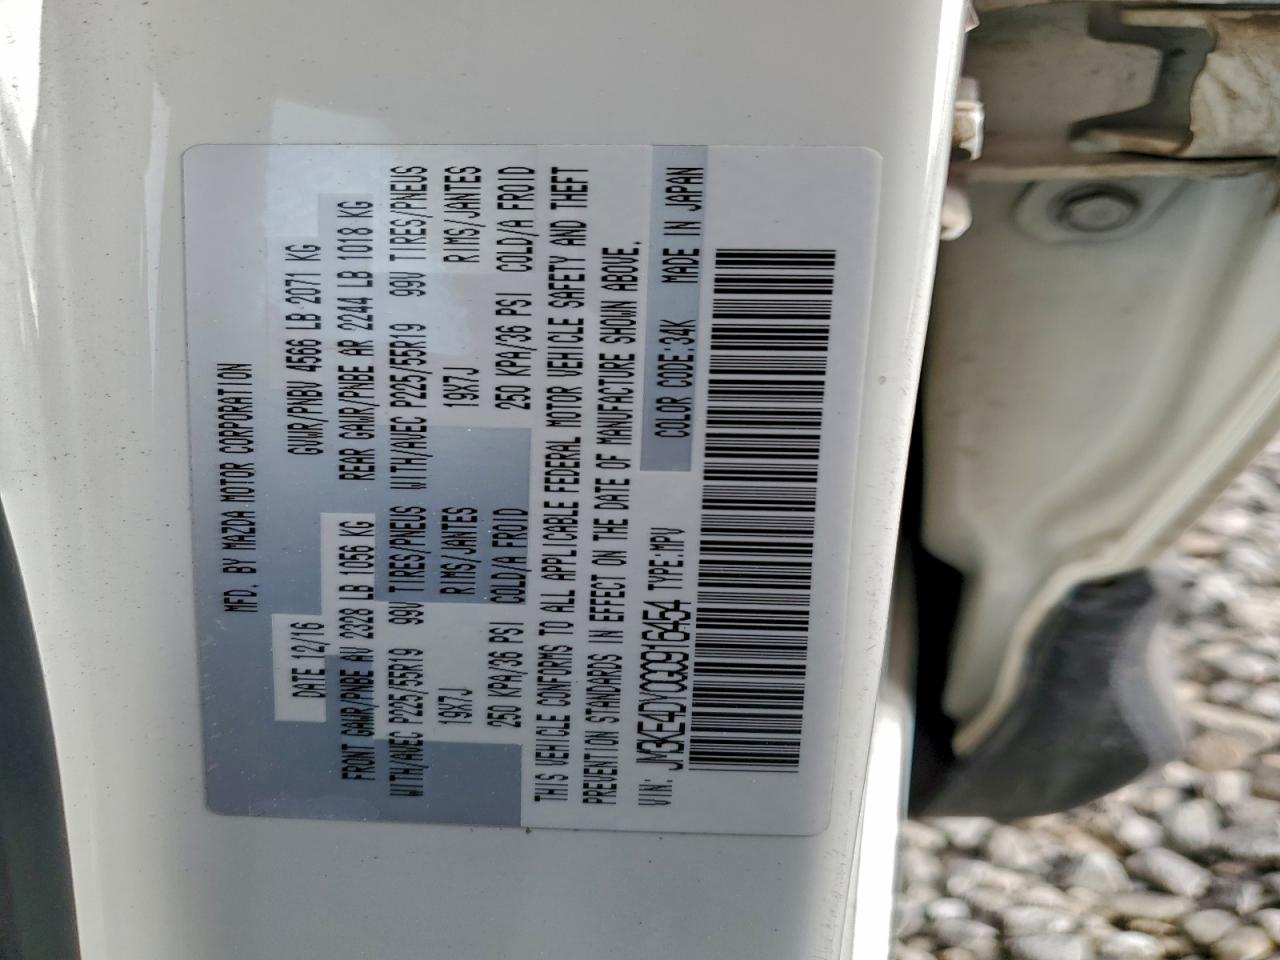 MFD. BY MAZDA MOTOR CORPORATION
DATE 12/16 GVWR/PNBV 4566 LB 2071 KG
FRONT GAWR/PNBE AV 2328 LB 1056 KG REAR GAWR/PNBE AR 2244 LB 1018 KG
WITH/AVEC P225/55R19 99V TIRES/PNEUS WITH/AVEC P225/55R19 99V TIRES/PNEUS
19X7J RIMS/JANTES 19X7J RIMS/JANTES
250 KPA/36 PSI COLD/A FROID 250 KPA/36 PSI COLD/A FROID
THIS VEHICLE CONFORMS TO ALL APPLICABLE FEDERAL MOTOR VEHICLE SAFETY AND THEFT
PREVENTION STANDARDS IN EFFECT ON THE DATE OF MANUFACTURE SHOWN ABOVE.
VIN: JM3KE4DY0G0916454 TYPE:MPV COLOR CODE:34K MADE IN JAPAN